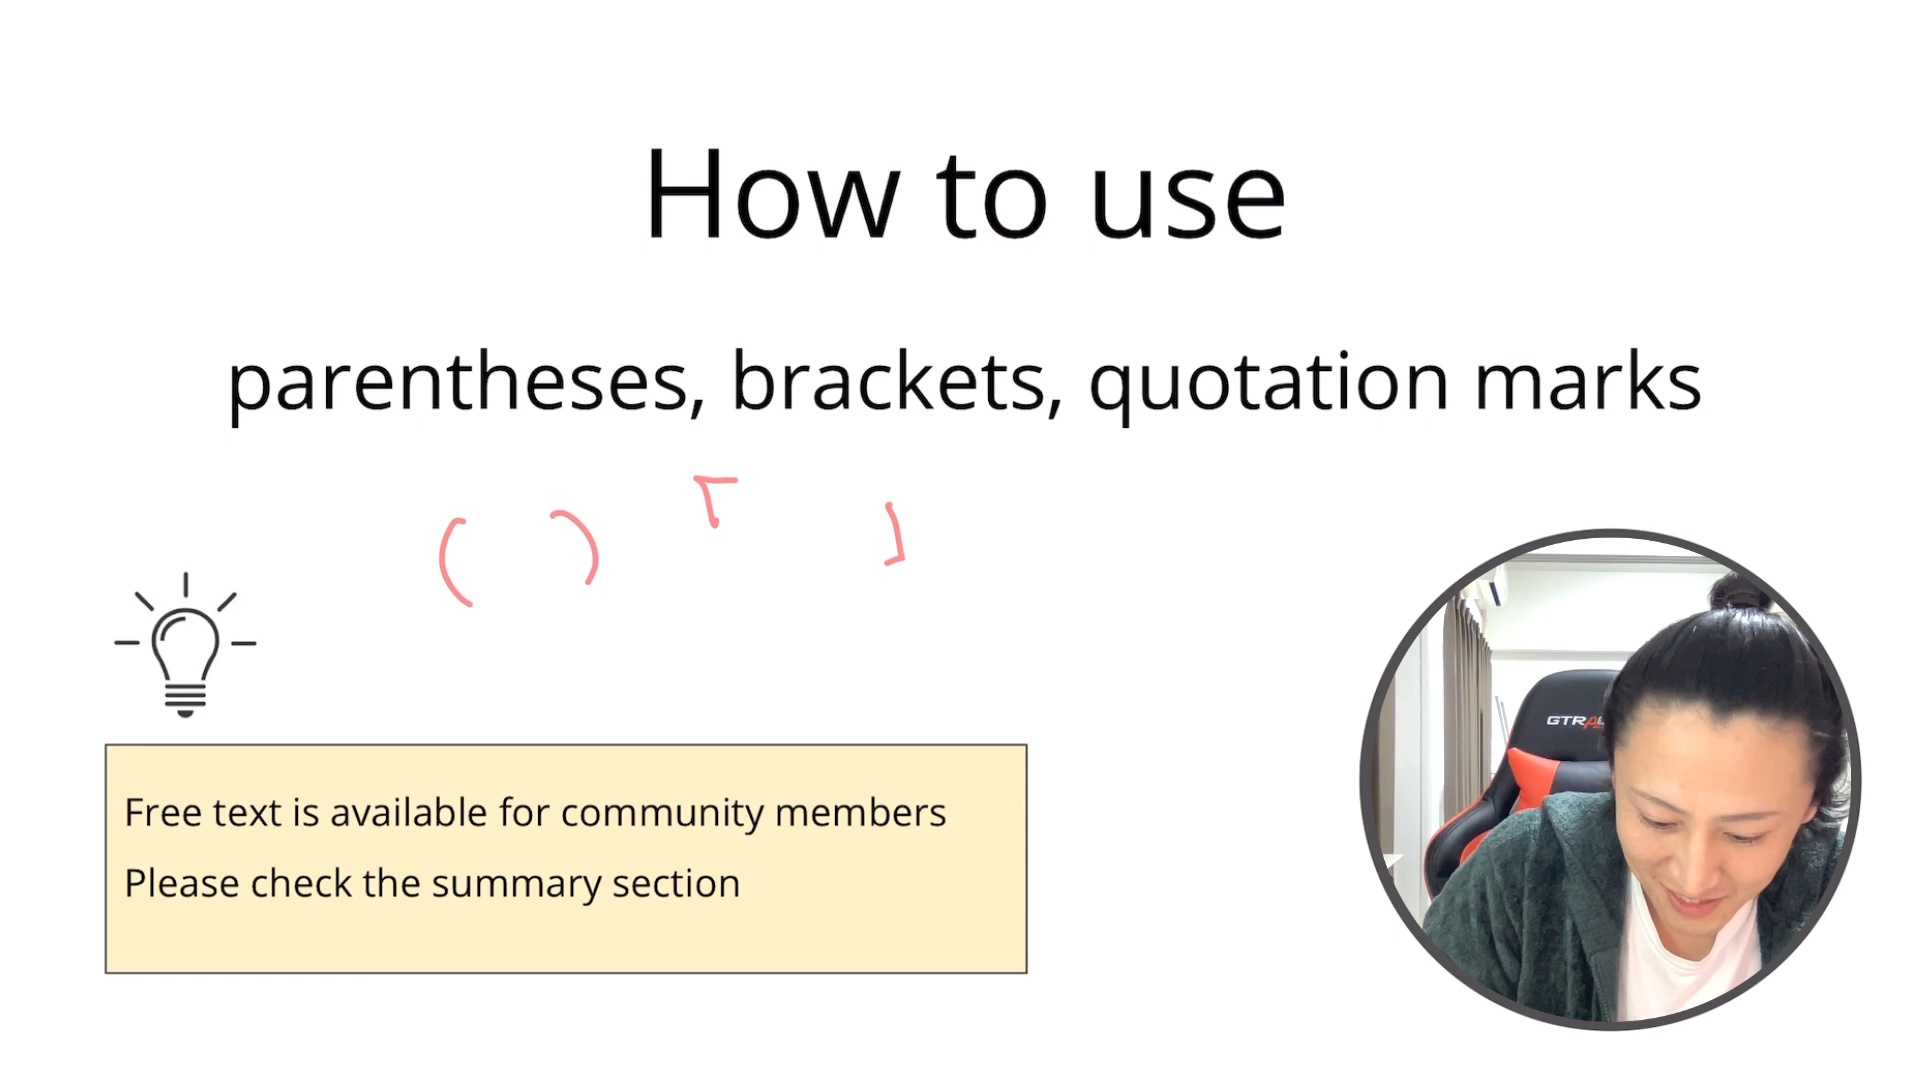 How to use
parentheses, brackets, quotation marks
( ) 「 」
Free text is available for community members
Please check the summary section